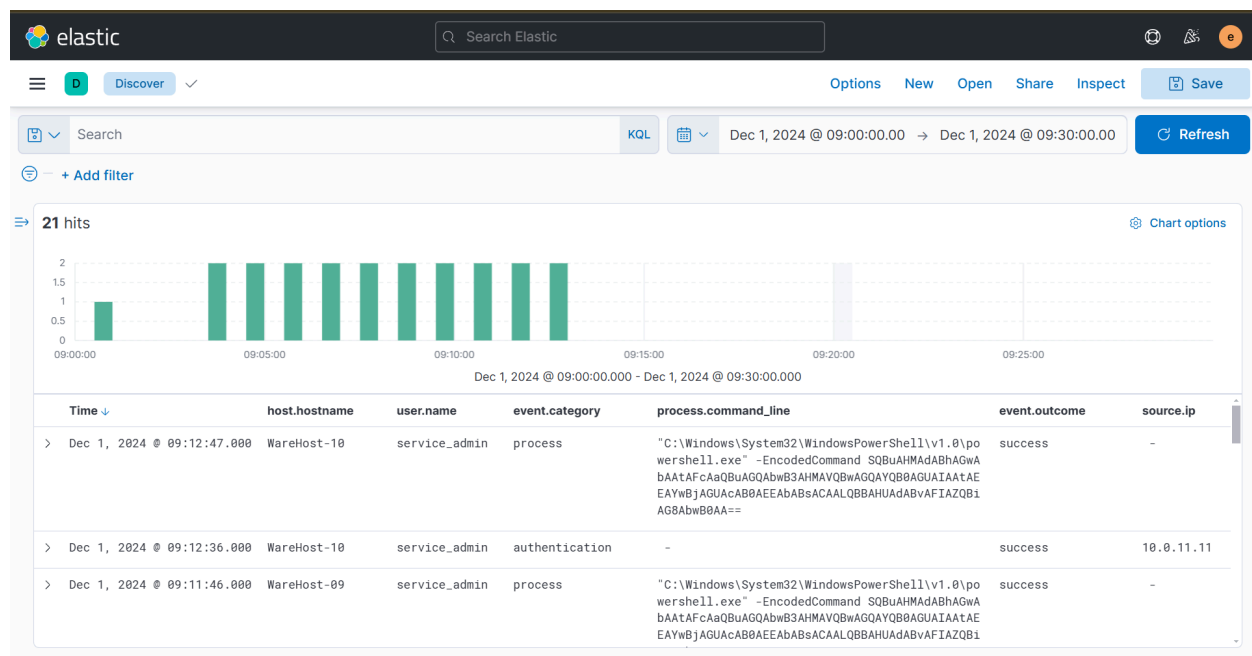 elastic
Search Elastic
e
D
Discover
Options New Open Share Inspect Save
Search
KQL
Dec 1, 2024 @ 09:00:00.00 → Dec 1, 2024 @ 09:30:00.00
Refresh
+ Add filter
21 hits
Chart options
2
1.5
1
0.5
0
09:00:00 09:05:00 09:10:00 09:15:00 09:20:00 09:25:00
Dec 1, 2024 @ 09:00:00.000 - Dec 1, 2024 @ 09:30:00.000
Time host.hostname user.name event.category process.command_line event.outcome source.ip
Dec 1, 2024 @ 09:12:47.000 WareHost-10 service_admin process "C:\Windows\System32\WindowsPowerShell\v1.0\po success -
wershell.exe" -EncodedCommand SQBuAHMAdABhAGwA
bAAtAFcAaQBuAGQAbwB3AHMAVQBwAGQAYQB0AGUAIAAtAE
EAYwBjAGUAcAB0AEEAbABsACAALQBBAHUAdABvAFIAZQBi
AG8AbwB0AA==
Dec 1, 2024 @ 09:12:36.000 WareHost-10 service_admin authentication - success 10.0.11.11
Dec 1, 2024 @ 09:11:46.000 WareHost-09 service_admin process "C:\Windows\System32\WindowsPowerShell\v1.0\po success -
wershell.exe" -EncodedCommand SQBuAHMAdABhAGwA
bAAtAFcAaQBuAGQAbwB3AHMAVQBwAGQAYQB0AGUAIAAtAE
EAYwBjAGUAcAB0AEEAbABsACAALQBBAHUAdABvAFIAZQBi